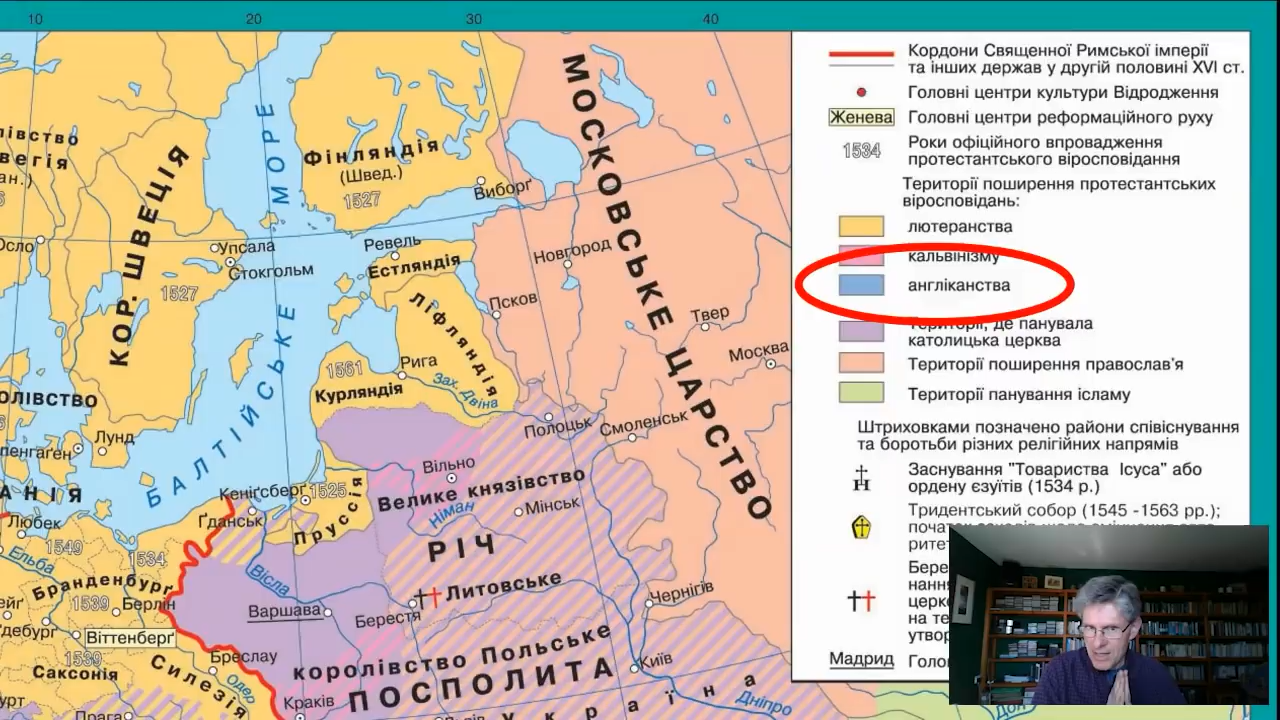 10
20
30
40
МОРЕ
БАЛТІЙСЬКЕ
КОР. ШВЕЦІЯ
Фінляндія
(Швед.)
1527
Виборг
Упсала
Стокгольм
1527
Ревель
Естляндія
Новгород
Псков
Ліфляндія
Твер
МОСКОВСЬКЕ ЦАРСТВО
Москва
1561
Рига
Курляндія
Зах. Двіна
Лунд
Полоцьк
Смоленськ
Вільно
Велике князівство
Німан
Мінськ
Кенігсберг
1525
Ґданськ
Пруссія
РІЧ
Любек
1549
1534
Ельба
Бранденбург
1539
Берлін
Вісла
Варшава
Берестя
Литовське
Чернігів
Віттенберґ
1539
Саксонія
Бреслау
Силезія
Одер
королівство Польське
ПОСПОЛИТА
Київ
Краків
Прага
Україна
Дніпро
Кордони Священної Римської імперії
та інших держав у другій половині XVI ст.
Головні центри культури Відродження
Женева
Головні центри реформаційного руху
1534
Роки офіційного впровадження
протестантського віросповідання
Території поширення протестантських
віросповідань:
лютеранства
кальвінізму
англіканства
Території, де панувала
католицька церква
Території поширення православ'я
Території панування ісламу
Штриховками позначено райони співіснування
та боротьби різних релігійних напрямів
Заснування "Товариства Ісуса" або
ордену єзуїтів (1534 р.)
Тридентський собор (1545 -1563 рр.);
Мадрид